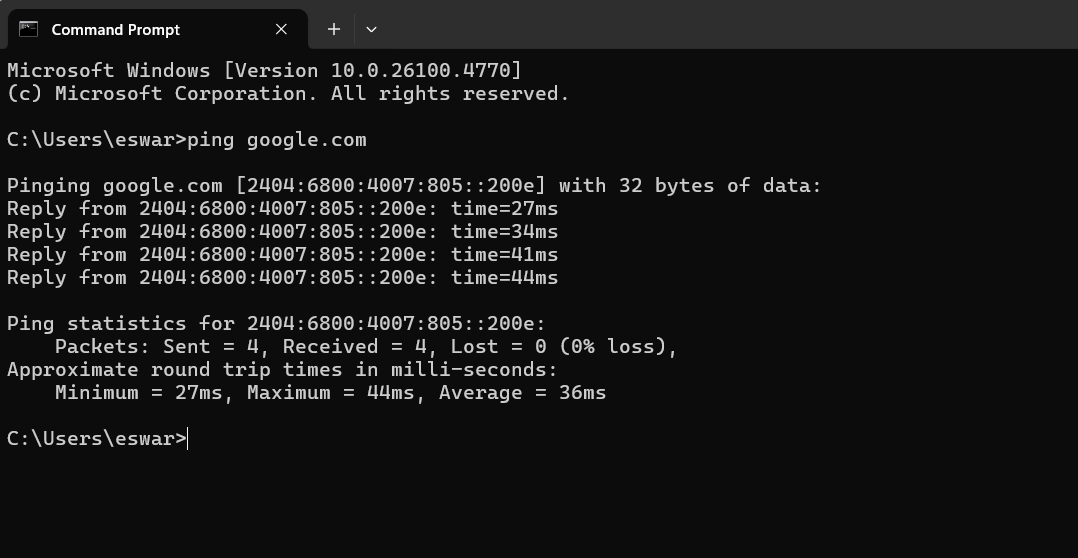 Command Prompt
Microsoft Windows [Version 10.0.26100.4770]
(c) Microsoft Corporation. All rights reserved.
C:\Users\eswar>ping google.com
Pinging google.com [2404:6800:4007:805::200e] with 32 bytes of data:
Reply from 2404:6800:4007:805::200e: time=27ms
Reply from 2404:6800:4007:805::200e: time=34ms
Reply from 2404:6800:4007:805::200e: time=41ms
Reply from 2404:6800:4007:805::200e: time=44ms
Ping statistics for 2404:6800:4007:805::200e:
    Packets: Sent = 4, Received = 4, Lost = 0 (0% loss),
Approximate round trip times in milli-seconds:
    Minimum = 27ms, Maximum = 44ms, Average = 36ms
C:\Users\eswar>